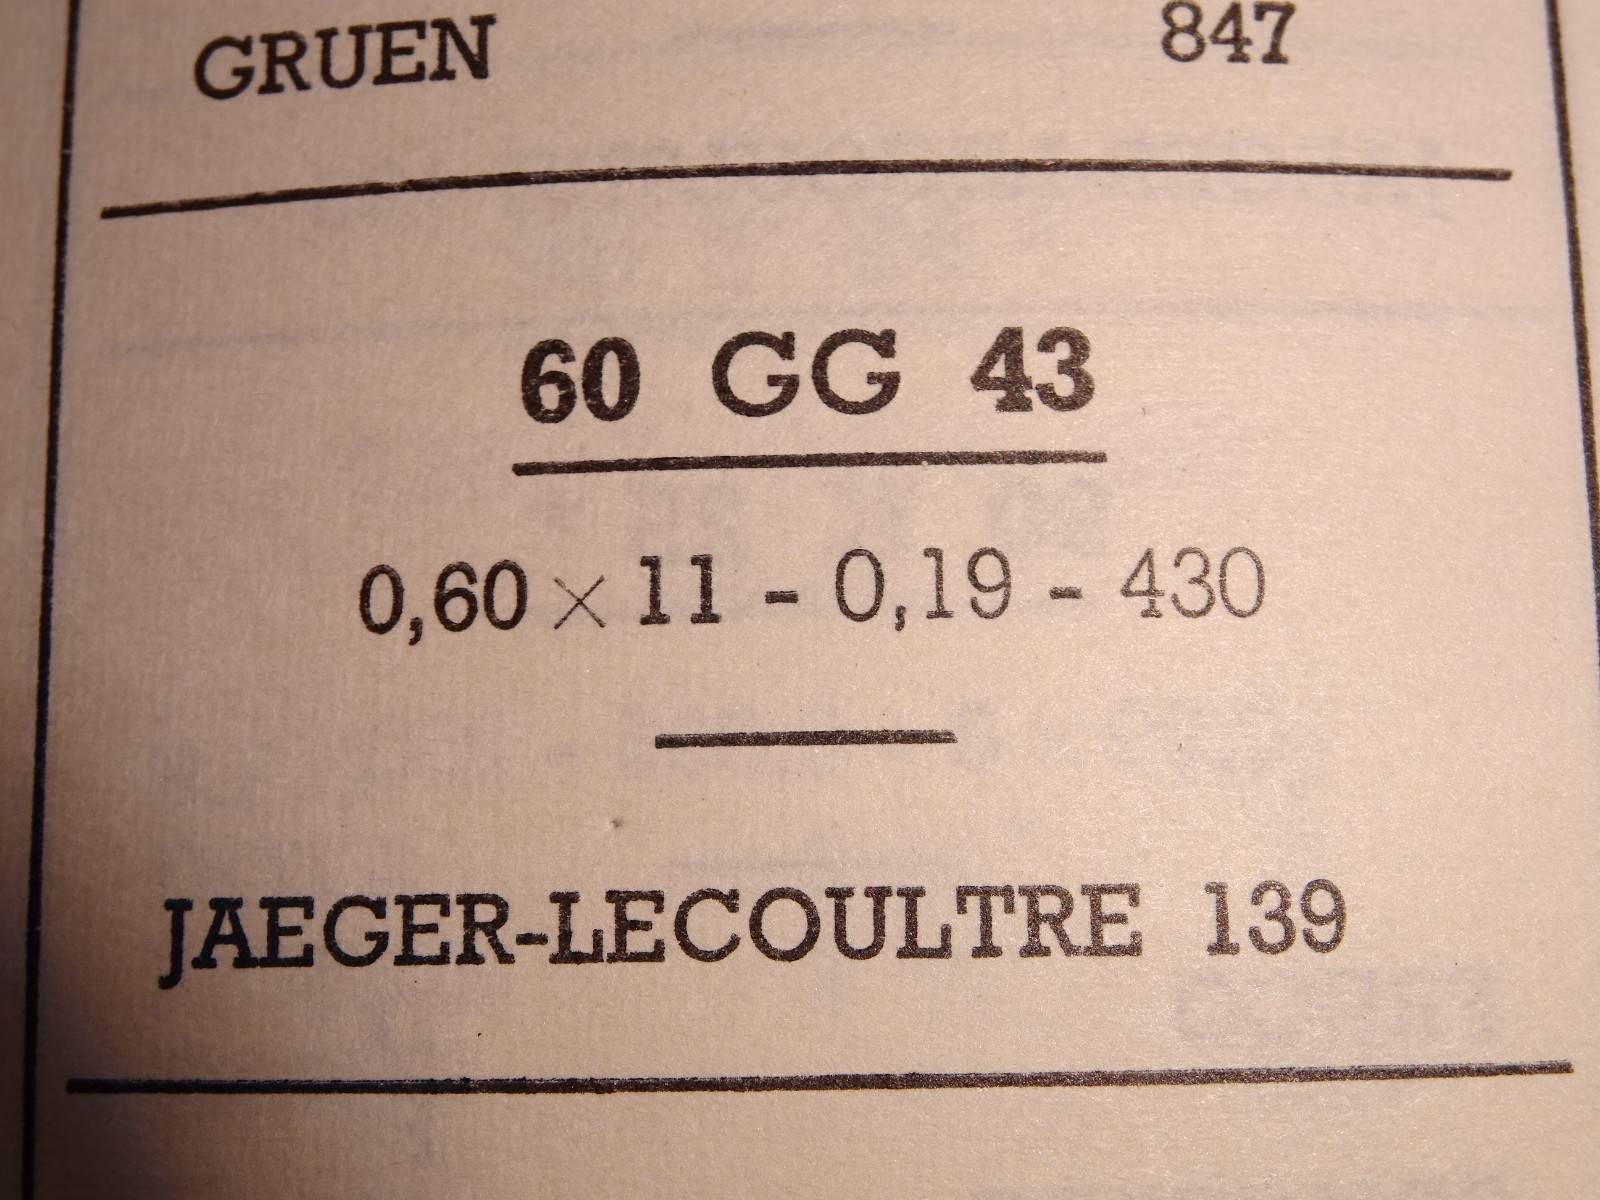 GRUEN 847
60 GG 43
0,60 × 11 - 0,19 - 430
JAEGER-LECOULTRE 139